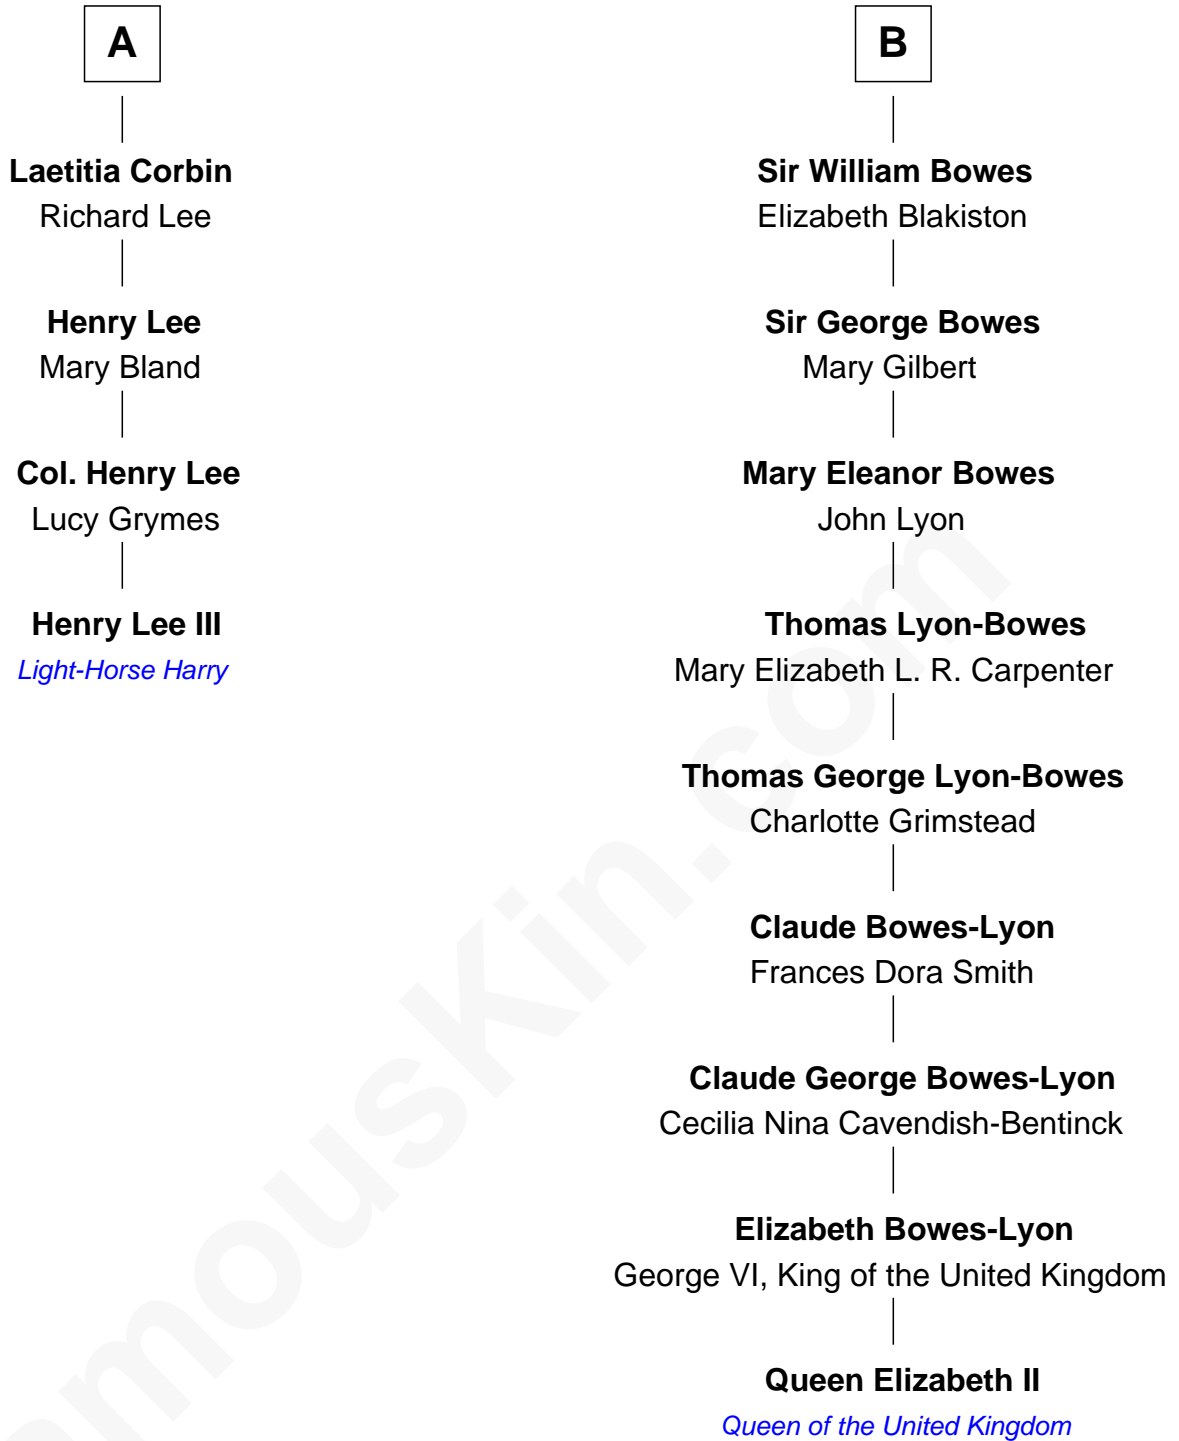 A
Laetitia Corbin
Richard Lee
Henry Lee
Mary Bland
Col. Henry Lee
Lucy Grymes
Henry Lee III
Light-Horse Harry
B
Sir William Bowes
Elizabeth Blakiston
Sir George Bowes
Mary Gilbert
Mary Eleanor Bowes
John Lyon
Thomas Lyon-Bowes
Mary Elizabeth L. R. Carpenter
Thomas George Lyon-Bowes
Charlotte Grimstead
Claude Bowes-Lyon
Frances Dora Smith
Claude George Bowes-Lyon
Cecilia Nina Cavendish-Bentinck
Elizabeth Bowes-Lyon
George VI, King of the United Kingdom
Queen Elizabeth II
Queen of the United Kingdom
amouskin.com